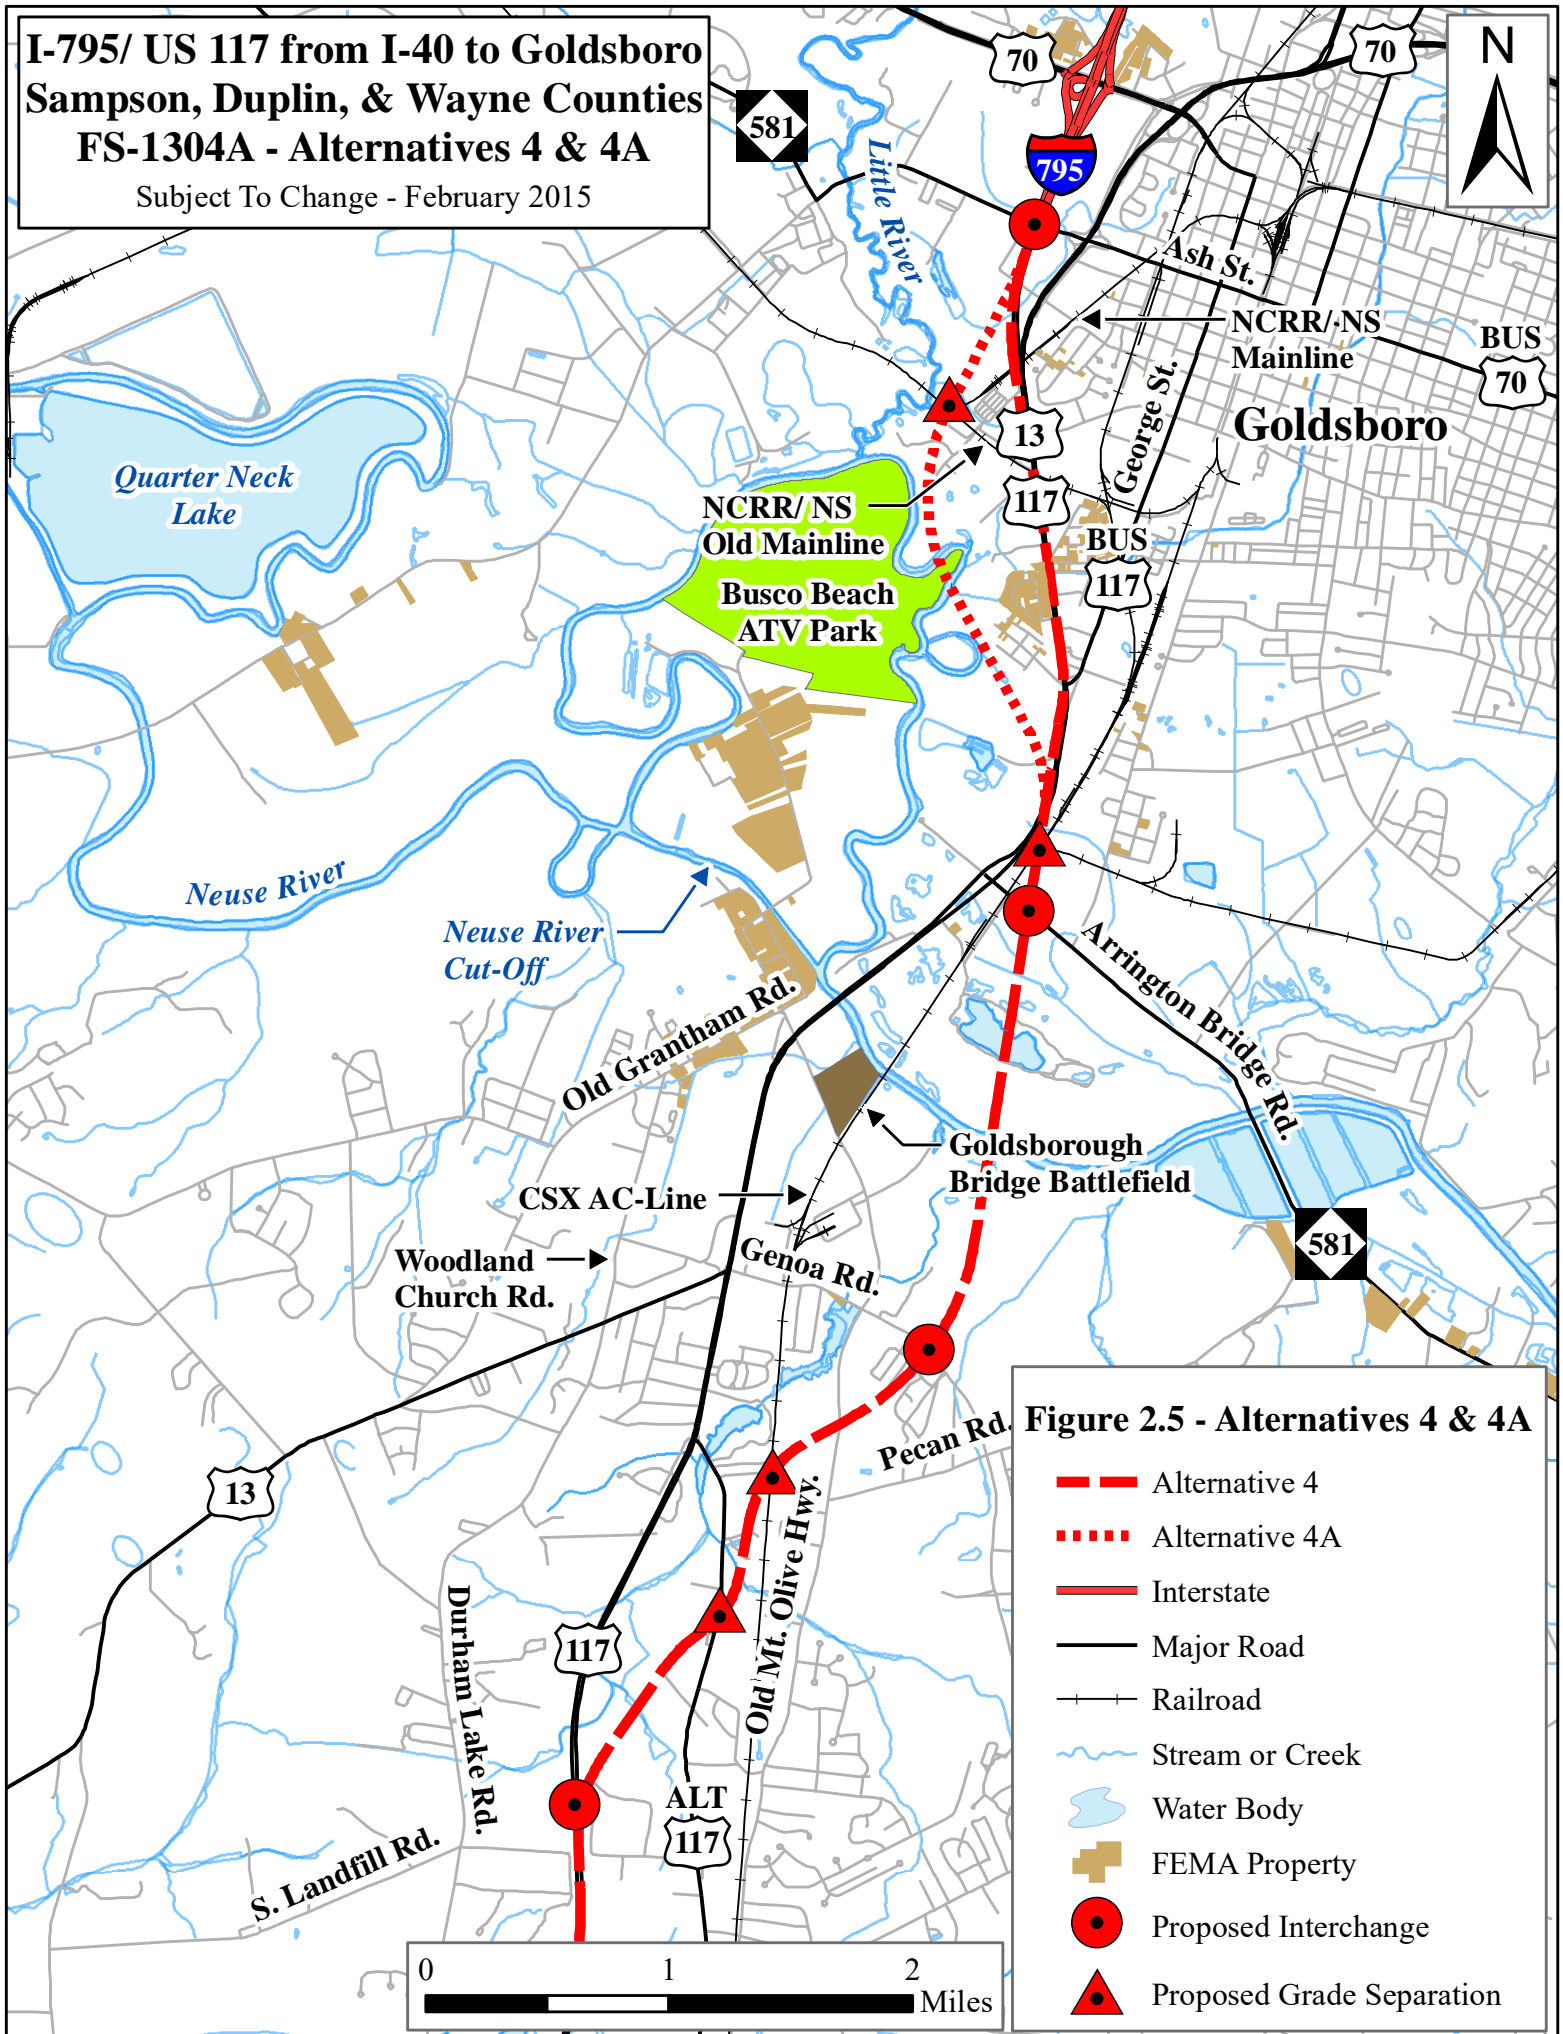 I-795/ US 117 from I-40 to Goldsboro
Sampson, Duplin, & Wayne Counties
FS-1304A - Alternatives 4 & 4A
Subject To Change - February 2015
70
70
N
581
795
Little River
Ash St.
NCRR/ NS
Mainline
BUS
70
George St.
Goldsboro
13
117
Quarter Neck
Lake
NCRR/ NS
Old Mainline
BUS
117
Busco Beach
ATV Park
Neuse River
Neuse River
Cut-Off
Arrington Bridge Rd.
Old Grantham Rd.
Goldsborough
Bridge Battlefield
CSX AC-Line
581
Woodland
Church Rd.
Genoa Rd.
Pecan Rd.
13
Old Mt. Olive Hwy.
Durham Lake Rd.
117
ALT
117
S. Landfill Rd.
Figure 2.5 - Alternatives 4 & 4A
Alternative 4
Alternative 4A
Interstate
Major Road
Railroad
Stream or Creek
Water Body
FEMA Property
Proposed Interchange
Proposed Grade Separation
0 1 2
Miles